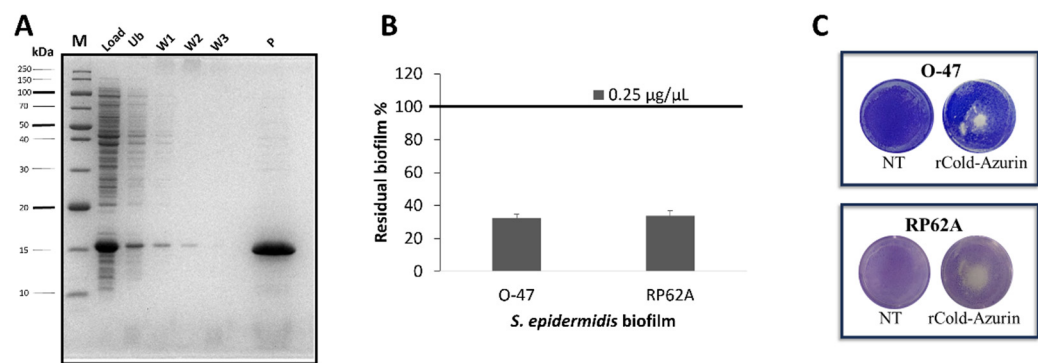 A
kDa
M
Load
Ub
W1
W2
W3
P
250
150
100
70
50
40
30
20
15
10
B
0.25 µg/µL
Residual biofilm %
120
100
80
60
40
20
0
O-47
RP62A
S. epidermidis biofilm
C
O-47
NT
rCold-Azurin
RP62A
NT
rCold-Azurin